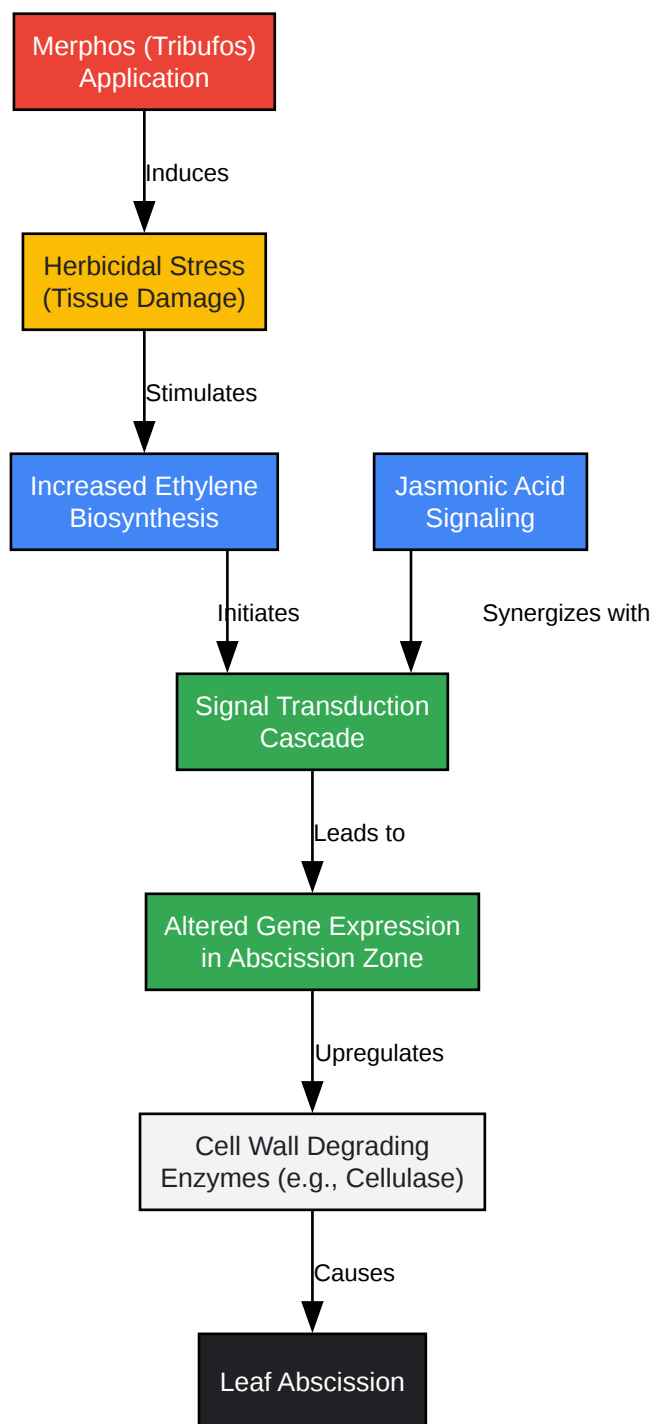 Merphos (Tribufos)
Application
Induces
Herbicidal Stress
(Tissue Damage)
Stimulates
Increased Ethylene
Biosynthesis
Jasmonic Acid
Signaling
Initiates
Synergizes with
Signal Transduction
Cascade
Leads to
Altered Gene Expression
in Abscission Zone
Upregulates
Cell Wall Degrading
Enzymes (e.g., Cellulase)
Causes
Leaf Abscission